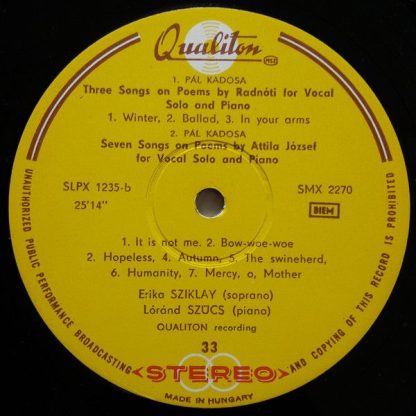 Qualiton
1. PÁL KADOSA
Three Songs on Poems by Radnóti for Vocal
Solo and Piano
1. Winter, 2. Ballad, 3. In your arms
2. PÁL KADOSA
Seven Songs on Poems by Attila József
for Vocal Solo and Piano
SLPX 1235-b
25'14"
SMX 2270
BIEM
1. It is not me. 2. Bow-woe-woe
2. Hopeless, 4. Autumn, 5. The swineherd,
6. Humanity, 7. Mercy, o, Mother
Erika SZIKLAY (soprano)
Lóránd SZŰCS (piano)
QUALITON recording
33
STEREO
MADE IN HUNGARY
UNAUTHORIZED PUBLIC PERFORMANCE BROADCASTING AND COPYING OF THIS RECORD IS PROHIBITED.